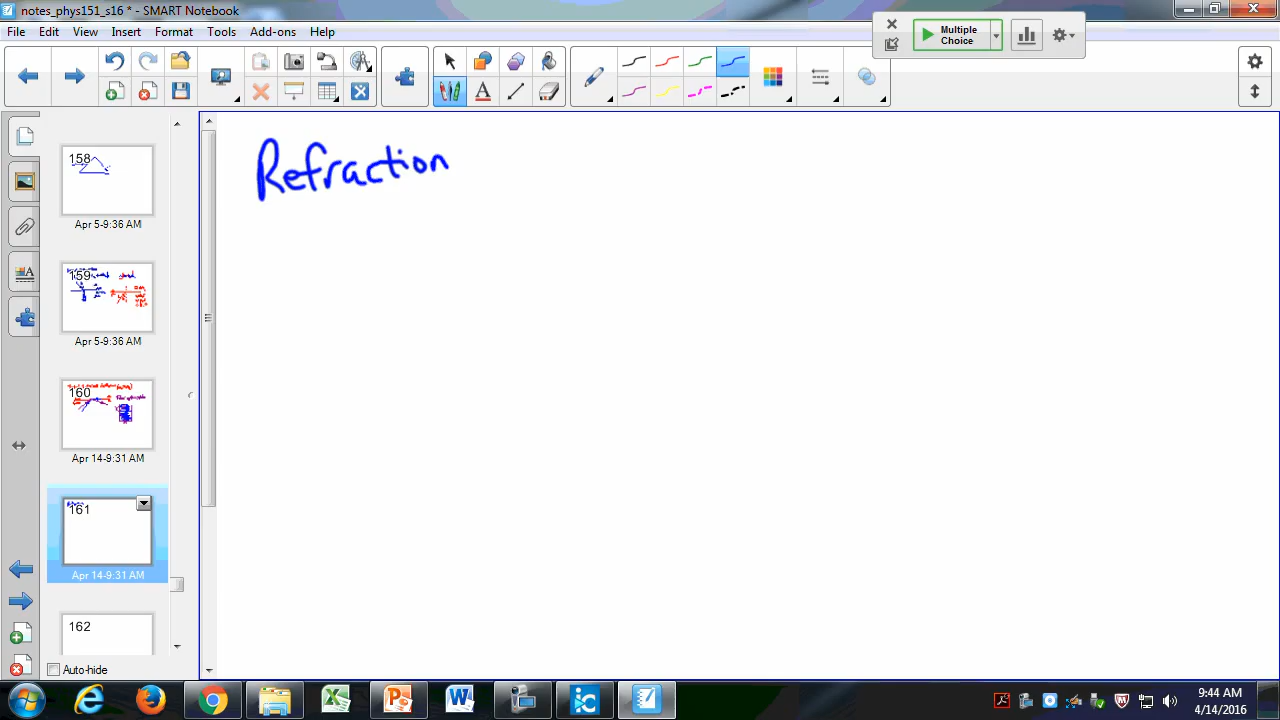 notes_phys151_s16 * - SMART Notebook
File Edit View Insert Format Tools Add-ons Help
Multiple
Choice
Refraction
158
Apr 5-9:36 AM
159
Apr 5-9:36 AM
160
Apr 14-9:31 AM
161
Apr 14-9:31 AM
162
Auto-hide
9:44 AM
4/14/2016